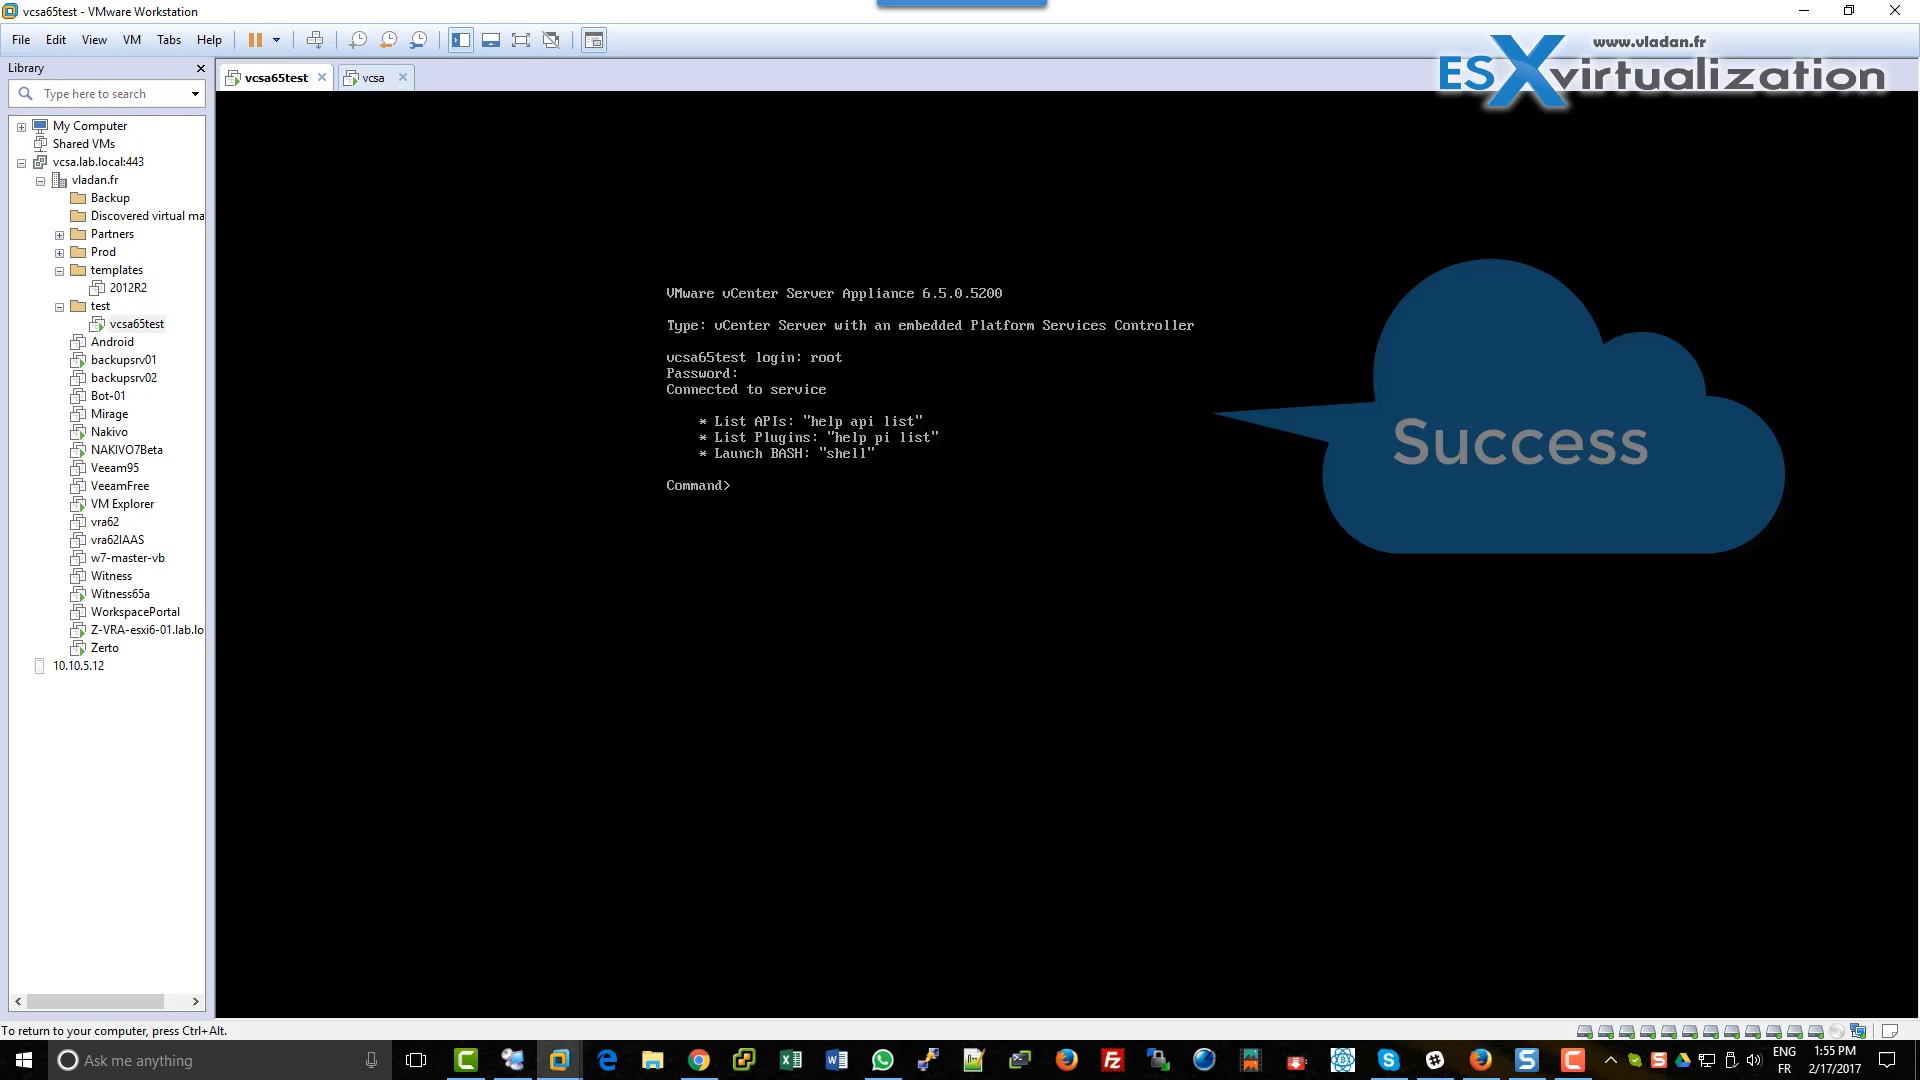 vcsa65test - VMware Workstation
File Edit View VM Tabs Help
www.vladan.fr
ESXvirtualization
Library
vcsa65test
vcsa
Type here to search
My Computer
Shared VMs
vcsa.lab.local:443
vladan.fr
Backup
Discovered virtual ma
Partners
Prod
templates
2012R2
test
vcsa65test
Android
backupsrv01
backupsrv02
Bot-01
Mirage
Nakivo
NAKIVO7Beta
Veeam95
VeeamFree
VM Explorer
vra62
vra62IAAS
w7-master-vb
Witness
Witness65a
WorkspacePortal
Z-VRA-esxi6-01.lab.lo
Zerto
10.10.5.12
VMware vCenter Server Appliance 6.5.0.5200
Type: vCenter Server with an embedded Platform Services Controller
vcsa65test login: root
Password:
Connected to service
* List APIs: "help api list"
* List Plugins: "help pi list"
* Launch BASH: "shell"
Command>
Success
To return to your computer, press Ctrl+Alt.
Ask me anything
ENG
FR
1:55 PM
2/17/2017